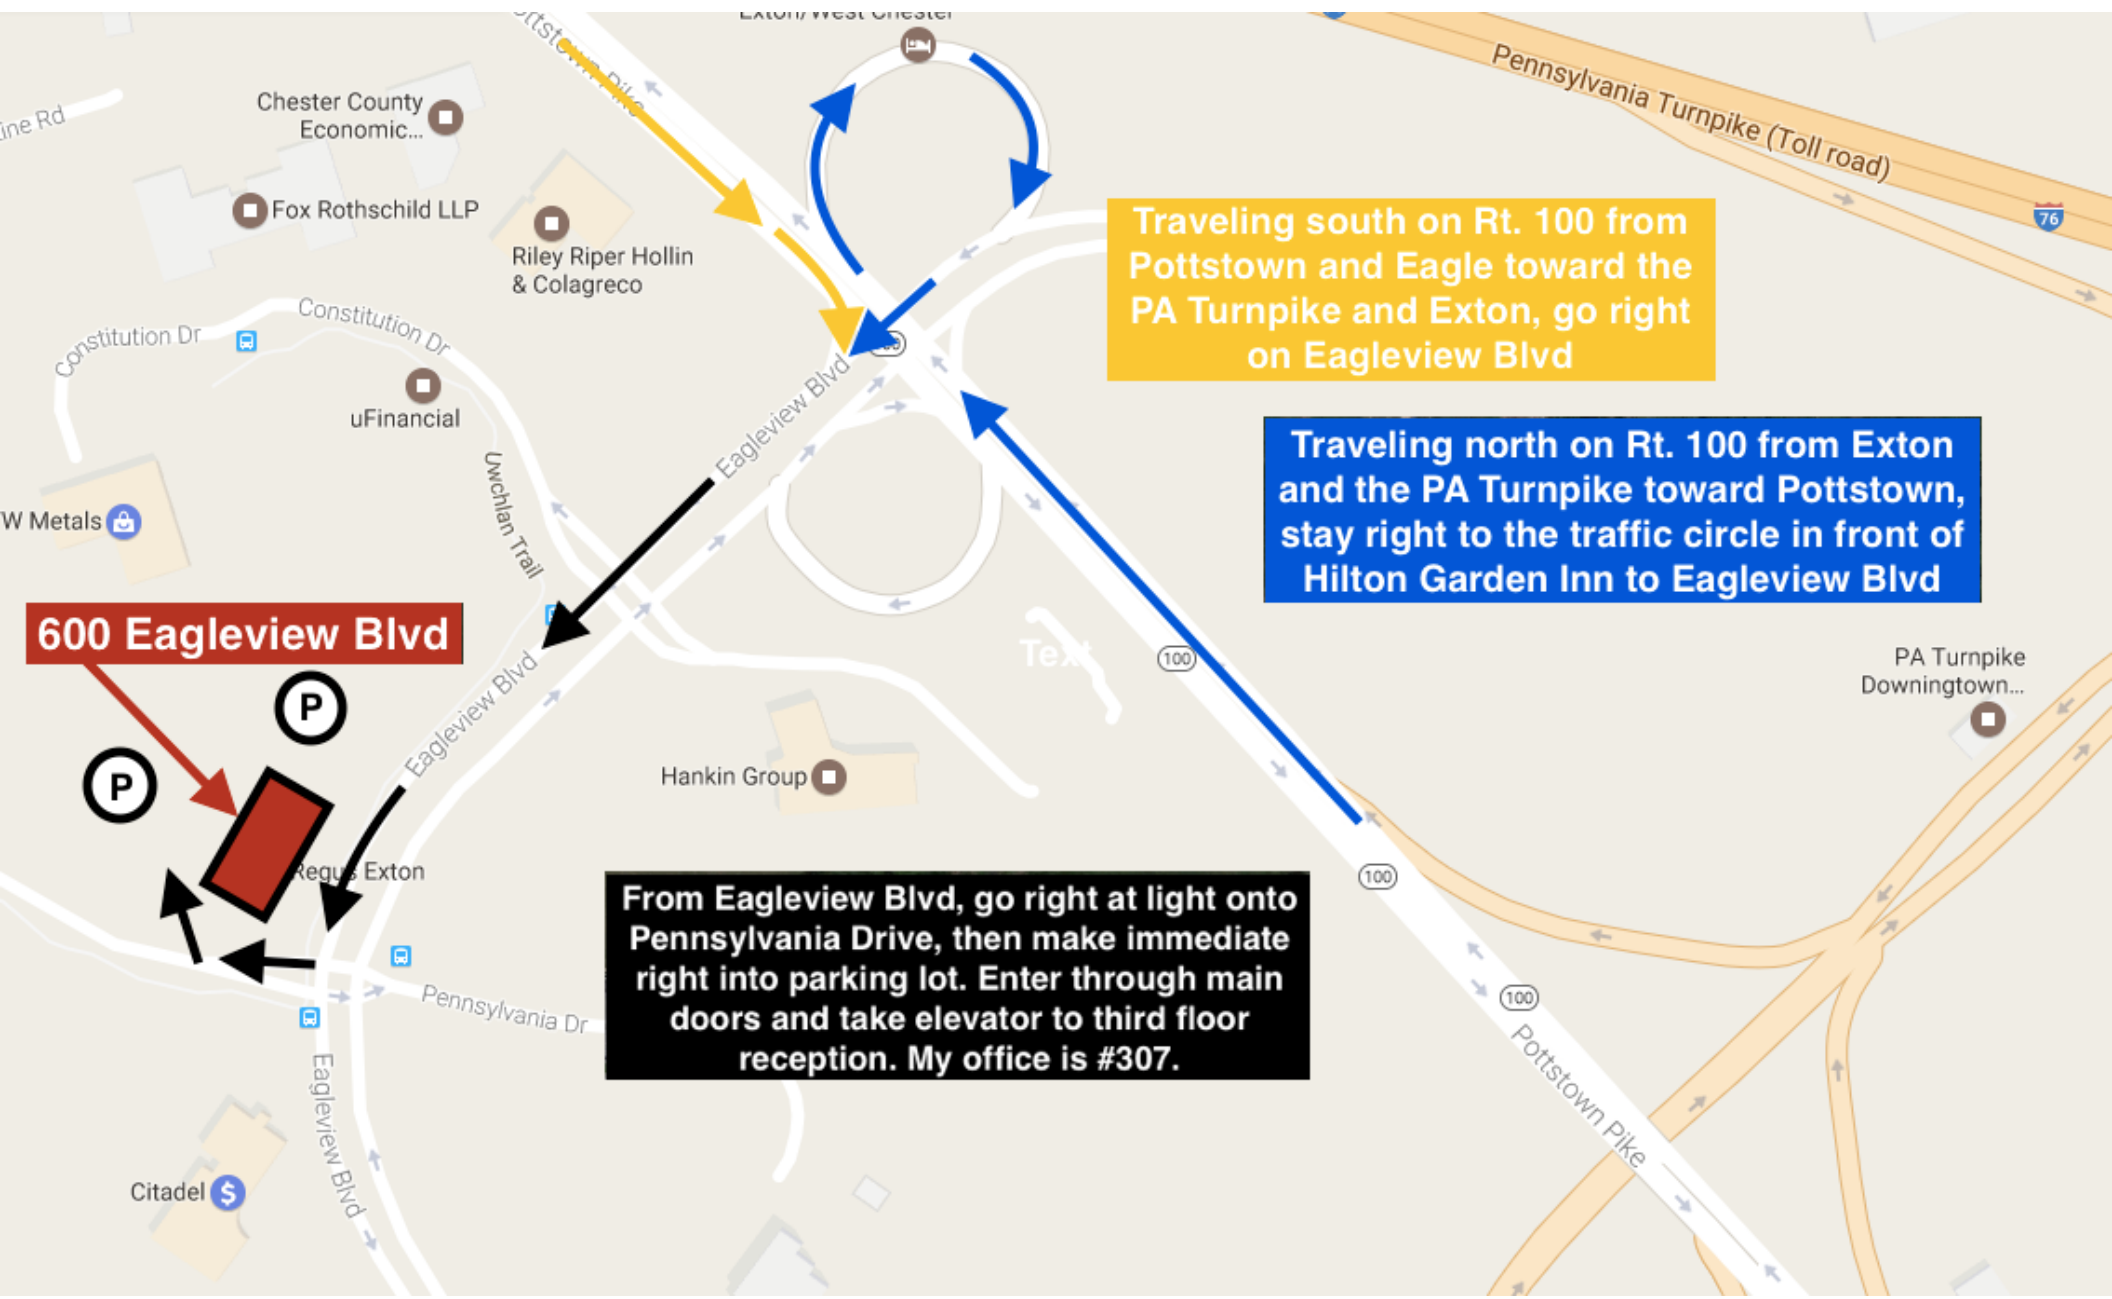 Exton/West Chester
Pottstown Pike
Pennsylvania Turnpike (Toll road)
76
Chester County
Economic...
ine Rd
Fox Rothschild LLP
Riley Riper Hollin
& Colagreco
Traveling south on Rt. 100 from
Pottstown and Eagle toward the
PA Turnpike and Exton, go right
on Eagleview Blvd
Constitution Dr
Constitution Dr
100
uFinancial
Eagleview Blvd
Traveling north on Rt. 100 from Exton
and the PA Turnpike toward Pottstown,
stay right to the traffic circle in front of
Hilton Garden Inn to Eagleview Blvd
Uwchlan Trail
W Metals
600 Eagleview Blvd
Text
100
PA Turnpike
Downingtown...
P
P
Eagleview Blvd
Hankin Group
Regus Exton
100
From Eagleview Blvd, go right at light onto
Pennsylvania Drive, then make immediate
right into parking lot. Enter through main
doors and take elevator to third floor
reception. My office is #307.
Pennsylvania Dr
100
Pottstown Pike
Eagleview Blvd
Citadel
$